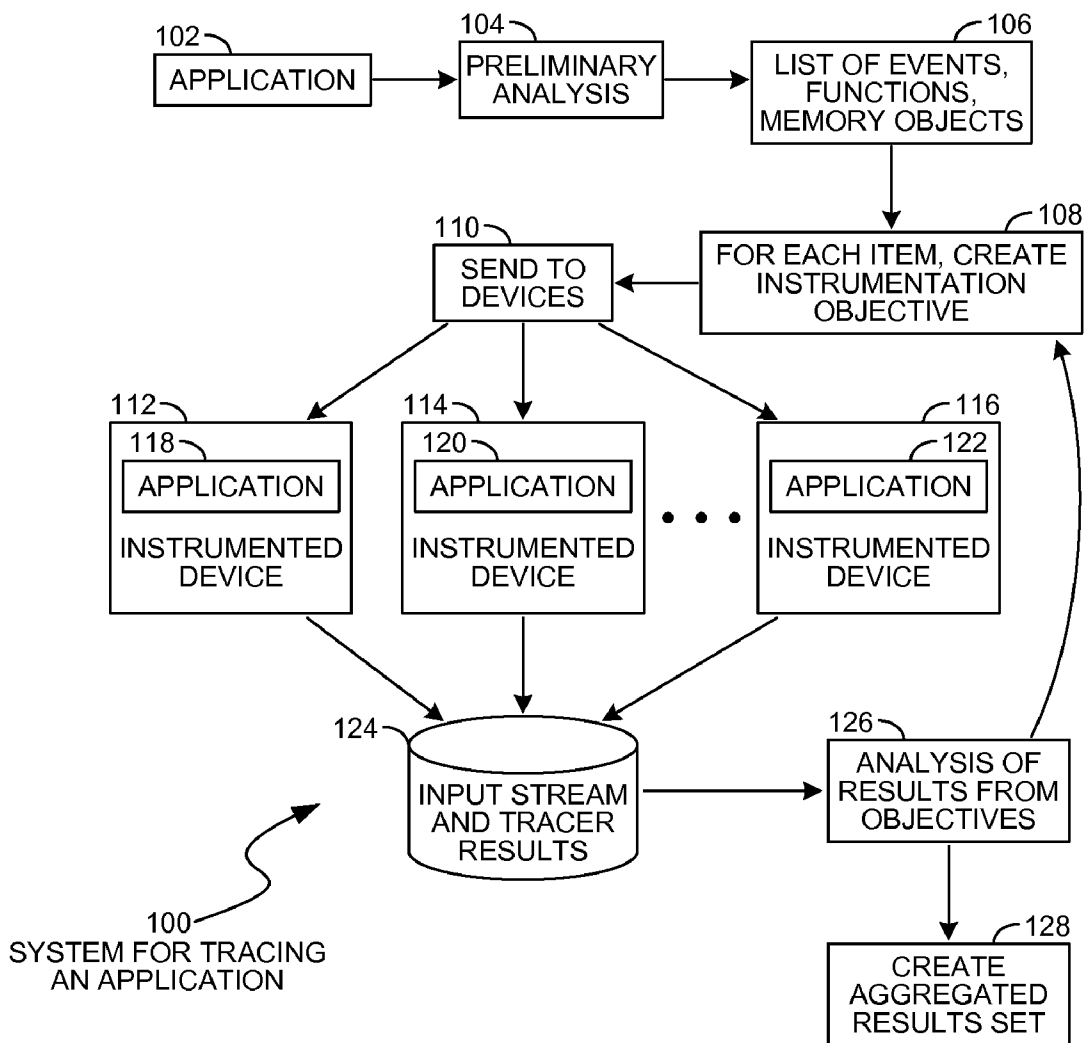 102
APPLICATION
104
PRELIMINARY
ANALYSIS
106
LIST OF EVENTS,
FUNCTIONS,
MEMORY OBJECTS
108
FOR EACH ITEM, CREATE
INSTRUMENTATION
OBJECTIVE
110
SEND TO
DEVICES
112
118
APPLICATION
INSTRUMENTED
DEVICE
114
120
APPLICATION
INSTRUMENTED
DEVICE
116
122
APPLICATION
INSTRUMENTED
DEVICE
124
INPUT STREAM
AND TRACER
RESULTS
126
ANALYSIS OF
RESULTS FROM
OBJECTIVES
100
SYSTEM FOR TRACING
AN APPLICATION
128
CREATE
AGGREGATED
RESULTS SET